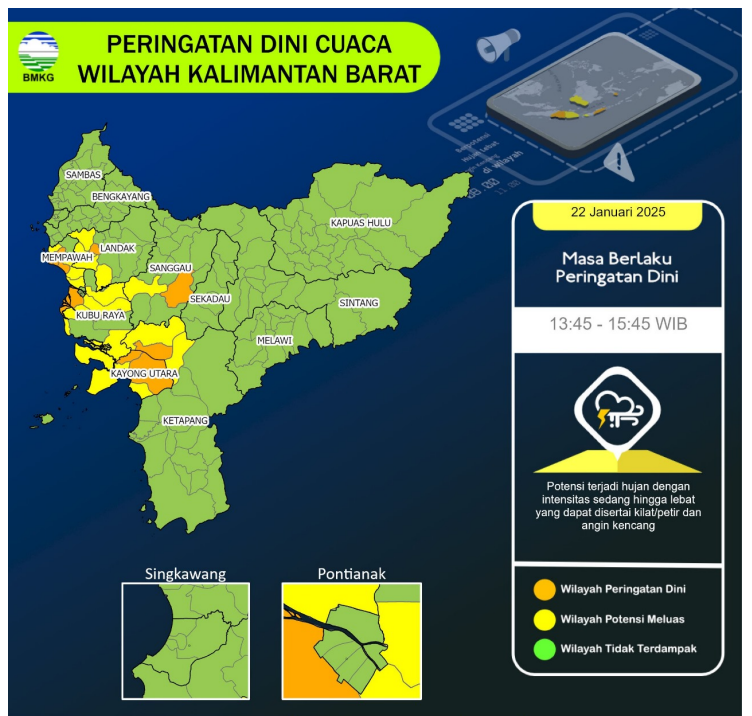 BMKG
PERINGATAN DINI CUACA
WILAYAH KALIMANTAN BARAT
di wilayah
22 Januari 2025
Masa Berlaku
Peringatan Dini
13:45 - 15:45 WIB
Potensi terjadi hujan dengan
intensitas sedang hingga lebat
yang dapat disertai kilat/petir dan
angin kencang
Wilayah Peringatan Dini
Wilayah Potensi Meluas
Wilayah Tidak Terdampak
SAMBAS
BENGKAYANG
KAPUAS HULU
LANDAK
MEMPAWAH
SANGGAU
SEKADAU
SINTANG
KUBU RAYA
MELAWI
KAYONG UTARA
KETAPANG
Singkawang
Pontianak